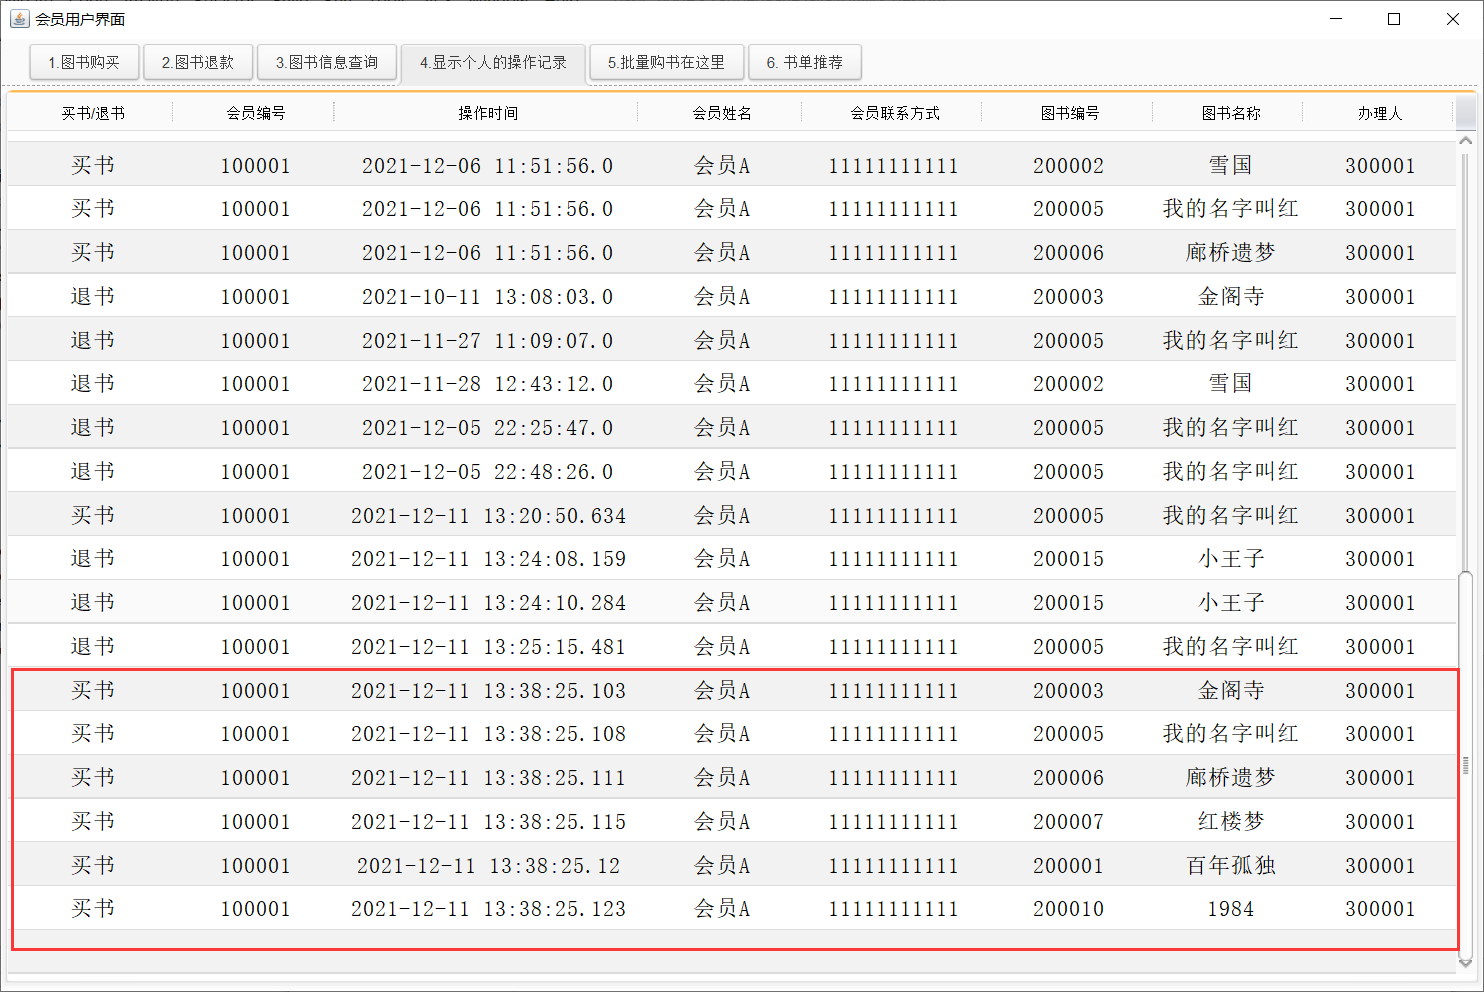 会员用户界面
1.图书购买 2.图书退款 3.图书信息查询 4.显示个人的操作记录 5.批量购书在这里 6. 书单推荐
买书/退书 会员编号 操作时间 会员姓名 会员联系方式 图书编号 图书名称 办理人
买书 100001 2021-12-06 11:51:56.0 会员A 11111111111 200002 雪国 300001
买书 100001 2021-12-06 11:51:56.0 会员A 11111111111 200005 我的名字叫红 300001
买书 100001 2021-12-06 11:51:56.0 会员A 11111111111 200006 廊桥遗梦 300001
退书 100001 2021-10-11 13:08:03.0 会员A 11111111111 200003 金阁寺 300001
退书 100001 2021-11-27 11:09:07.0 会员A 11111111111 200005 我的名字叫红 300001
退书 100001 2021-11-28 12:43:12.0 会员A 11111111111 200002 雪国 300001
退书 100001 2021-12-05 22:25:47.0 会员A 11111111111 200005 我的名字叫红 300001
退书 100001 2021-12-05 22:48:26.0 会员A 11111111111 200005 我的名字叫红 300001
买书 100001 2021-12-11 13:20:50.634 会员A 11111111111 200005 我的名字叫红 300001
退书 100001 2021-12-11 13:24:08.159 会员A 11111111111 200015 小王子 300001
退书 100001 2021-12-11 13:24:10.284 会员A 11111111111 200015 小王子 300001
退书 100001 2021-12-11 13:25:15.481 会员A 11111111111 200005 我的名字叫红 300001
买书 100001 2021-12-11 13:38:25.103 会员A 11111111111 200003 金阁寺 300001
买书 100001 2021-12-11 13:38:25.108 会员A 11111111111 200005 我的名字叫红 300001
买书 100001 2021-12-11 13:38:25.111 会员A 11111111111 200006 廊桥遗梦 300001
买书 100001 2021-12-11 13:38:25.115 会员A 11111111111 200007 红楼梦 300001
买书 100001 2021-12-11 13:38:25.12 会员A 11111111111 200001 百年孤独 300001
买书 100001 2021-12-11 13:38:25.123 会员A 11111111111 200010 1984 300001